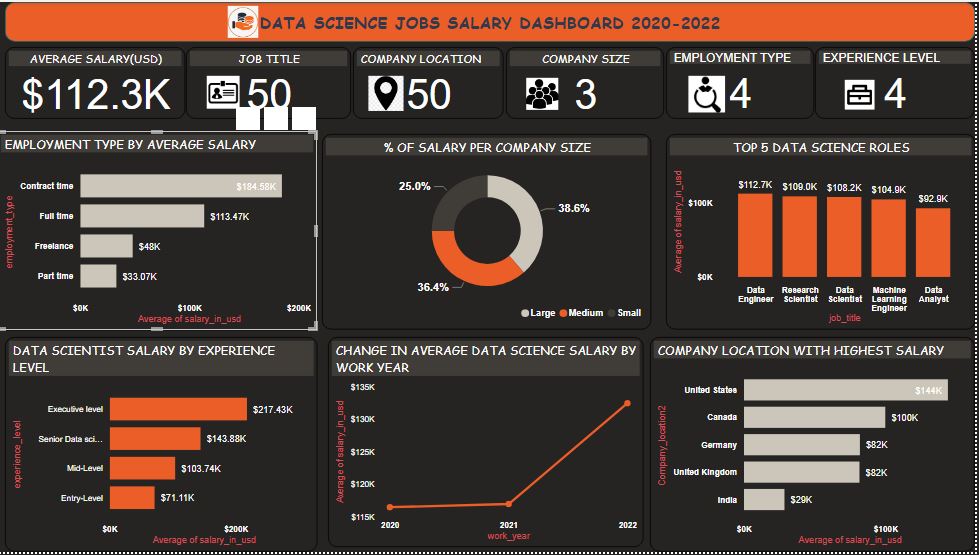 DATA SCIENCE JOBS SALARY DASHBOARD 2020-2022
AVERAGE SALARY(USD)
$112.3K
JOB TITLE
50
COMPANY LOCATION
50
COMPANY SIZE
3
EMPLOYMENT TYPE
4
EXPERIENCE LEVEL
4
EMPLOYMENT TYPE BY AVERAGE SALARY
employment_type
Contract time
$184.58K
Full time
$113.47K
Freelance
$48K
Part time
$33.07K
$0K
$100K
$200K
Average of salary_in_usd
% OF SALARY PER COMPANY SIZE
25.0%
38.6%
36.4%
Large
Medium
Small
TOP 5 DATA SCIENCE ROLES
Average of salary_in_usd
$100K
$0K
$112.7K
$109.0K
$108.2K
$104.9K
$92.9K
Data
Engineer
Research
Scientist
Data
Scientist
Machine
Learning
Engineer
Data
Analyst
job_title
DATA SCIENTIST SALARY BY EXPERIENCE
LEVEL
experience_level
Executive level
$217.43K
Senior Data sci...
$143.88K
Mid-Level
$103.74K
Entry-Level
$71.11K
$0K
$200K
Average of salary_in_usd
CHANGE IN AVERAGE DATA SCIENCE SALARY BY
WORK YEAR
Average of salary_in_usd
$135K
$130K
$125K
$120K
$115K
2020
2021
2022
work_year
COMPANY LOCATION WITH HIGHEST SALARY
Company_location2
United States
$144K
Canada
$100K
Germany
$82K
United Kingdom
$82K
India
$29K
$0K
$100K
Average of salary_in_usd